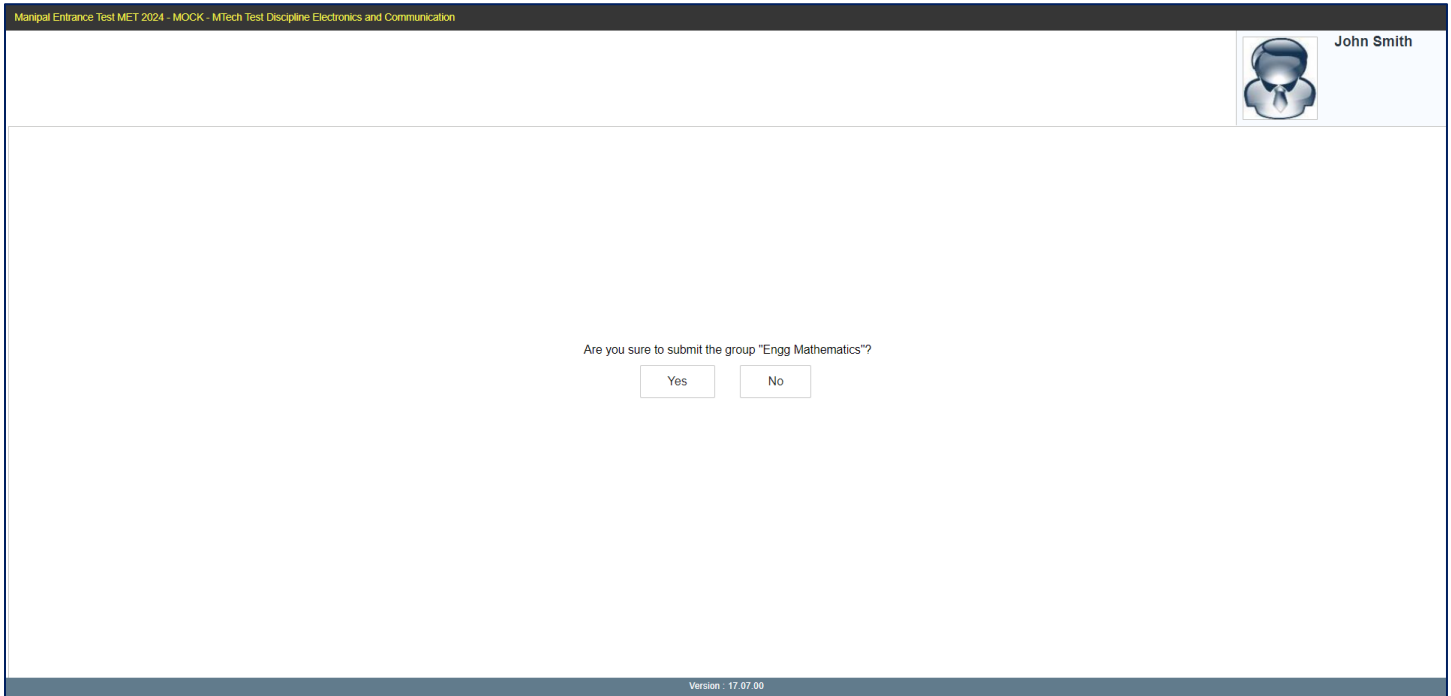 Manipal Entrance Test MET 2024 - MOCK - MTech Test Discipline Electronics and Communication
John Smith
Are you sure to submit the group "Engg Mathematics"?
Yes No
Version : 17.07.00